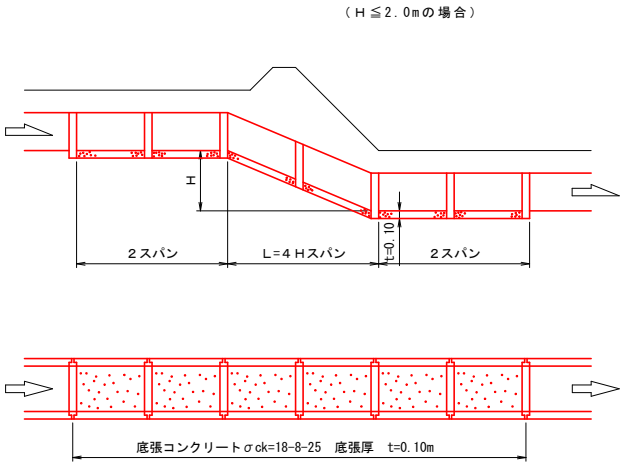 (H≦2.0mの場合)
H
t=0.10
2スパン
L=4Hスパン
2スパン
底張コンクリートσck=18-8-25 底張厚 t=0.10m